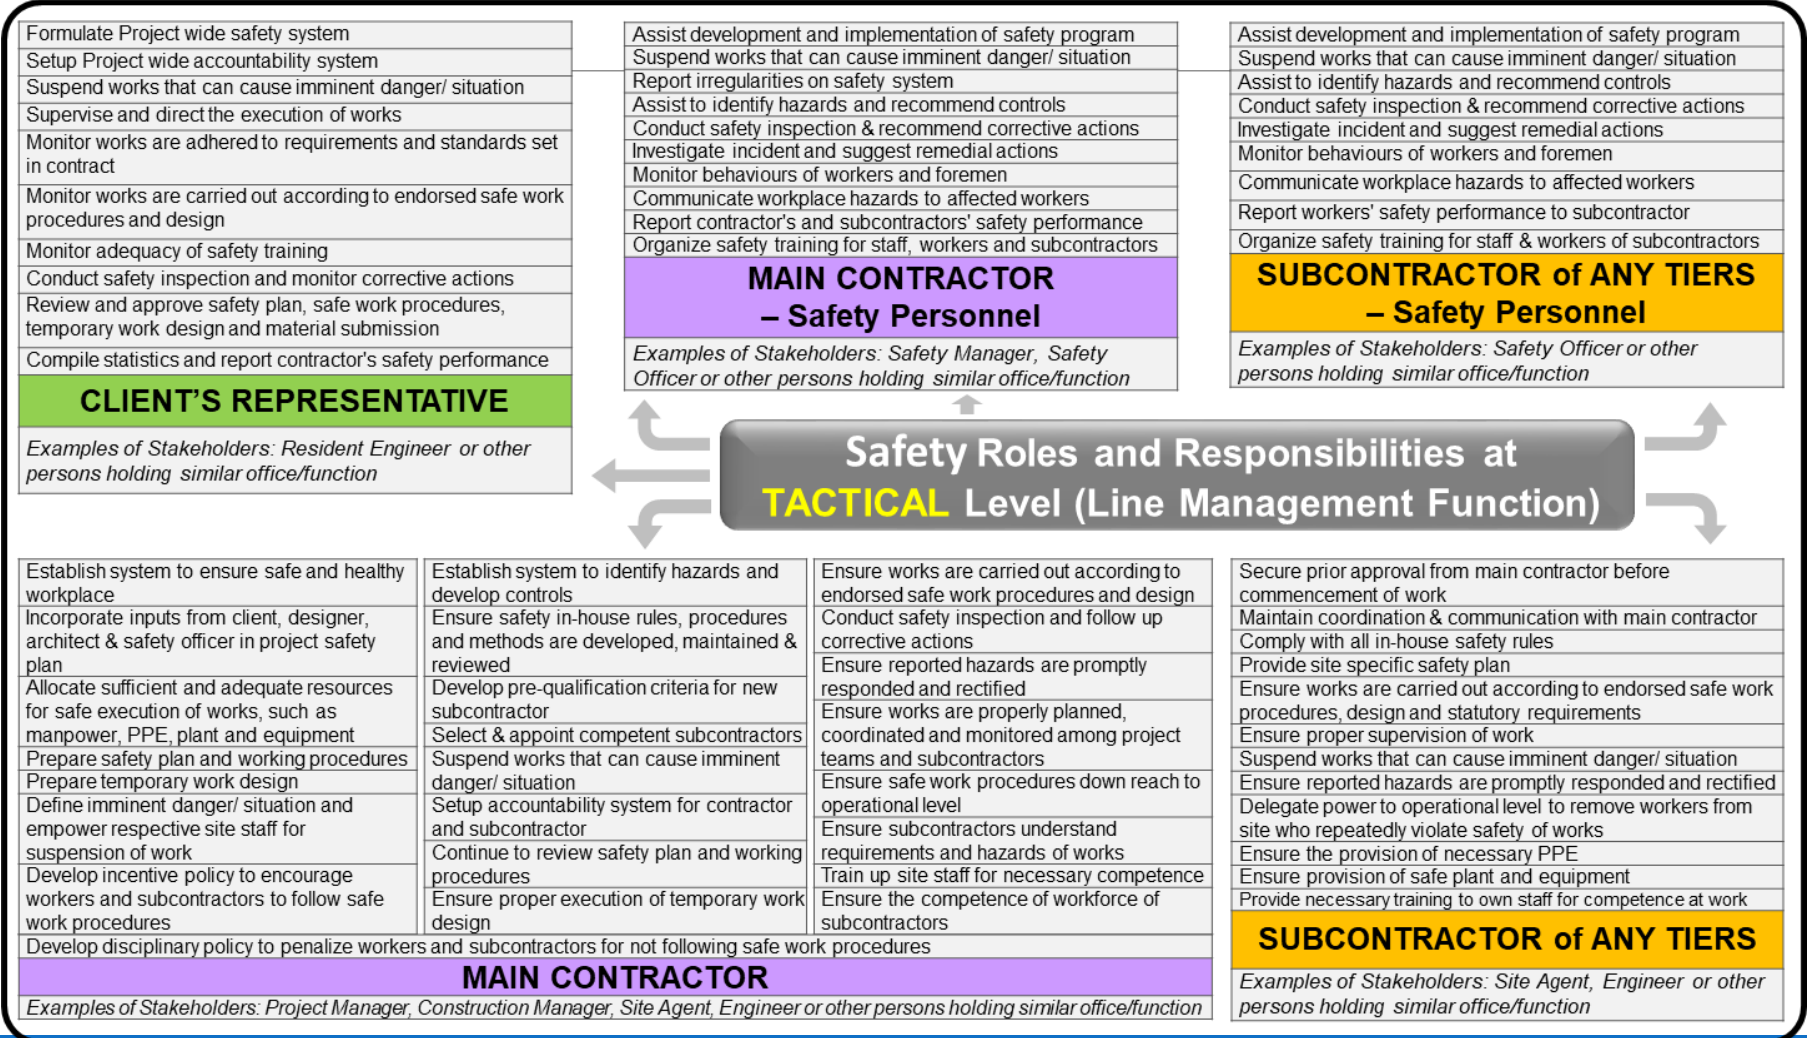 Formulate Project wide safety system
Setup Project wide accountability system
Suspend works that can cause imminent danger/ situation
Supervise and direct the execution of works
Monitor works are adhered to requirements and standards set
in contract
Monitor works are carried out according to endorsed safe work
procedures and design
Monitor adequacy of safety training
Conduct safety inspection and monitor corrective actions
Review and approve safety plan, safe work procedures,
temporary work design and material submission
Compile statistics and report contractor's safety performance
CLIENT'S REPRESENTATIVE
Examples of Stakeholders: Resident Engineer or other
persons holding similar office/function
Assist development and implementation of safety program
Suspend works that can cause imminent danger/ situation
Report irregularities on safety system
Assist to identify hazards and recommend controls
Conduct safety inspection & recommend corrective actions
Investigate incident and suggest remedial actions
Monitor behaviours of workers and foremen
Communicate workplace hazards to affected workers
Report contractor's and subcontractors' safety performance
Organize safety training for staff, workers and subcontractors
MAIN CONTRACTOR
– Safety Personnel
Examples of Stakeholders: Safety Manager, Safety
Officer or other persons holding similar office/function
Assist development and implementation of safety program
Suspend works that can cause imminent danger/ situation
Assist to identify hazards and recommend controls
Conduct safety inspection & recommend corrective actions
Investigate incident and suggest remedial actions
Monitor behaviours of workers and foremen
Communicate workplace hazards to affected workers
Report workers' safety performance to subcontractor
Organize safety training for staff & workers of subcontractors
SUBCONTRACTOR of ANY TIERS
– Safety Personnel
Examples of Stakeholders: Safety Officer or other
persons holding similar office/function
Safety Roles and Responsibilities at
TACTICAL Level (Line Management Function)
Establish system to ensure safe and healthy
workplace
Incorporate inputs from client, designer,
architect & safety officer in project safety
plan
Allocate sufficient and adequate resources
for safe execution of works, such as
manpower, PPE, plant and equipment
Prepare safety plan and working procedures
Prepare temporary work design
Define imminent danger/ situation and
empower respective site staff for
suspension of work
Develop incentive policy to encourage
workers and subcontractors to follow safe
work procedures
Establish system to identify hazards and
develop controls
Ensure safety in-house rules, procedures
and methods are developed, maintained &
reviewed
Develop pre-qualification criteria for new
subcontractor
Select & appoint competent subcontractors
Suspend works that can cause imminent
danger/ situation
Setup accountability system for contractor
and subcontractor
Continue to review safety plan and working
procedures
Ensure proper execution of temporary work
design
Ensure works are carried out according to
endorsed safe work procedures and design
Conduct safety inspection and follow up
corrective actions
Ensure reported hazards are promptly
responded and rectified
Ensure works are properly planned,
coordinated and monitored among project
teams and subcontractors
Ensure safe work procedures down reach to
operational level
Ensure subcontractors understand
requirements and hazards of works
Train up site staff for necessary competence
Ensure the competence of workforce of
subcontractors
Develop disciplinary policy to penalize workers and subcontractors for not following safe work procedures
MAIN CONTRACTOR
Examples of Stakeholders: Project Manager, Construction Manager, Site Agent, Engineer or other persons holding similar office/function
Secure prior approval from main contractor before
commencement of work
Maintain coordination & communication with main contractor
Comply with all in-house safety rules
Provide site specific safety plan
Ensure works are carried out according to endorsed safe work
procedures, design and statutory requirements
Ensure proper supervision of work
Suspend works that can cause imminent danger/ situation
Ensure reported hazards are promptly responded and rectified
Delegate power to operational level to remove workers from
site who repeatedly violate safety of works
Ensure the provision of necessary PPE
Ensure provision of safe plant and equipment
Provide necessary training to own staff for competence at work
SUBCONTRACTOR of ANY TIERS
Examples of Stakeholders: Site Agent, Engineer or other
persons holding similar office/function